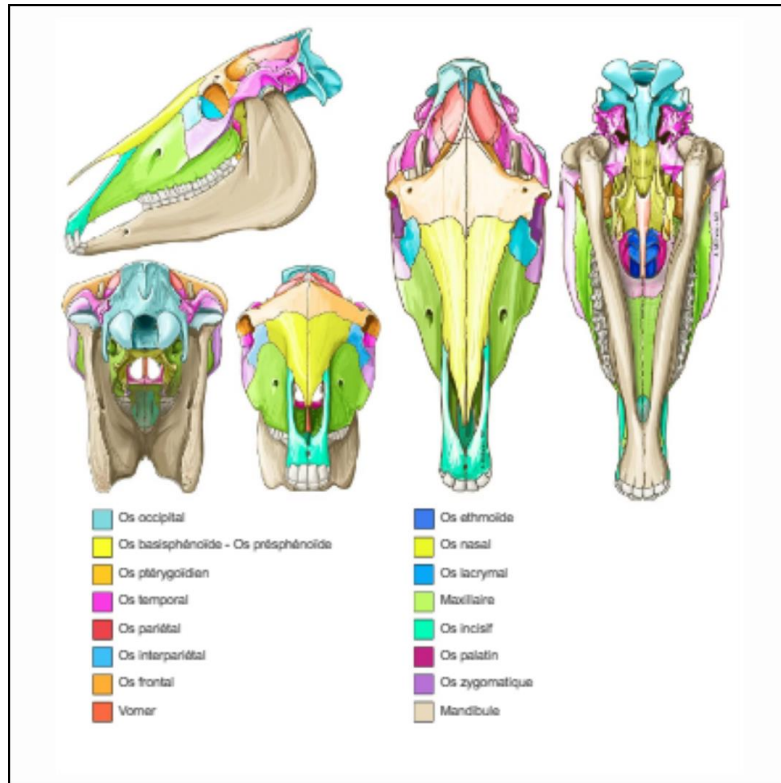 Os occipital
Os basisphénoïde - Os présphénoïde
Os ptérygoïdien
Os temporal
Os pariétal
Os interpariétal
Os frontal
Vomer
Os ethmoïde
Os nasal
Os lacrymal
Maxillaire
Os incisif
Os palatin
Os zygomatique
Mandibule